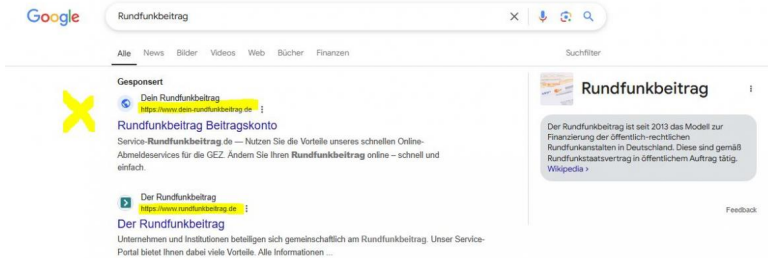 Google
Rundfunkbeitrag
Alle News Bilder Videos Web Bücher Finanzen Suchfilter
Gesponsert
Dein Rundfunkbeitrag
https://www.dein-rundfunkbeitrag.de
Rundfunkbeitrag Beitragskonto
Service-Rundfunkbeitrag.de — Nutzen Sie die Vorteile unseres schnellen Online-
Abmeldeservices für die GEZ. Ändern Sie Ihren Rundfunkbeitrag online – schnell und
einfach.
Der Rundfunkbeitrag
https://www.rundfunkbeitrag.de
Der Rundfunkbeitrag
Unternehmen und Institutionen beteiligen sich gemeinschaftlich am Rundfunkbeitrag. Unser Service-
Portal bietet Ihnen dabei viele Vorteile. Alle Informationen ...
Rundfunkbeitrag
Der Rundfunkbeitrag ist seit 2013 das Modell zur
Finanzierung der öffentlich-rechtlichen
Rundfunkanstalten in Deutschland. Diese sind gemäß
Rundfunkstaatsvertrag in öffentlichem Auftrag tätig.
Wikipedia ›
Feedback